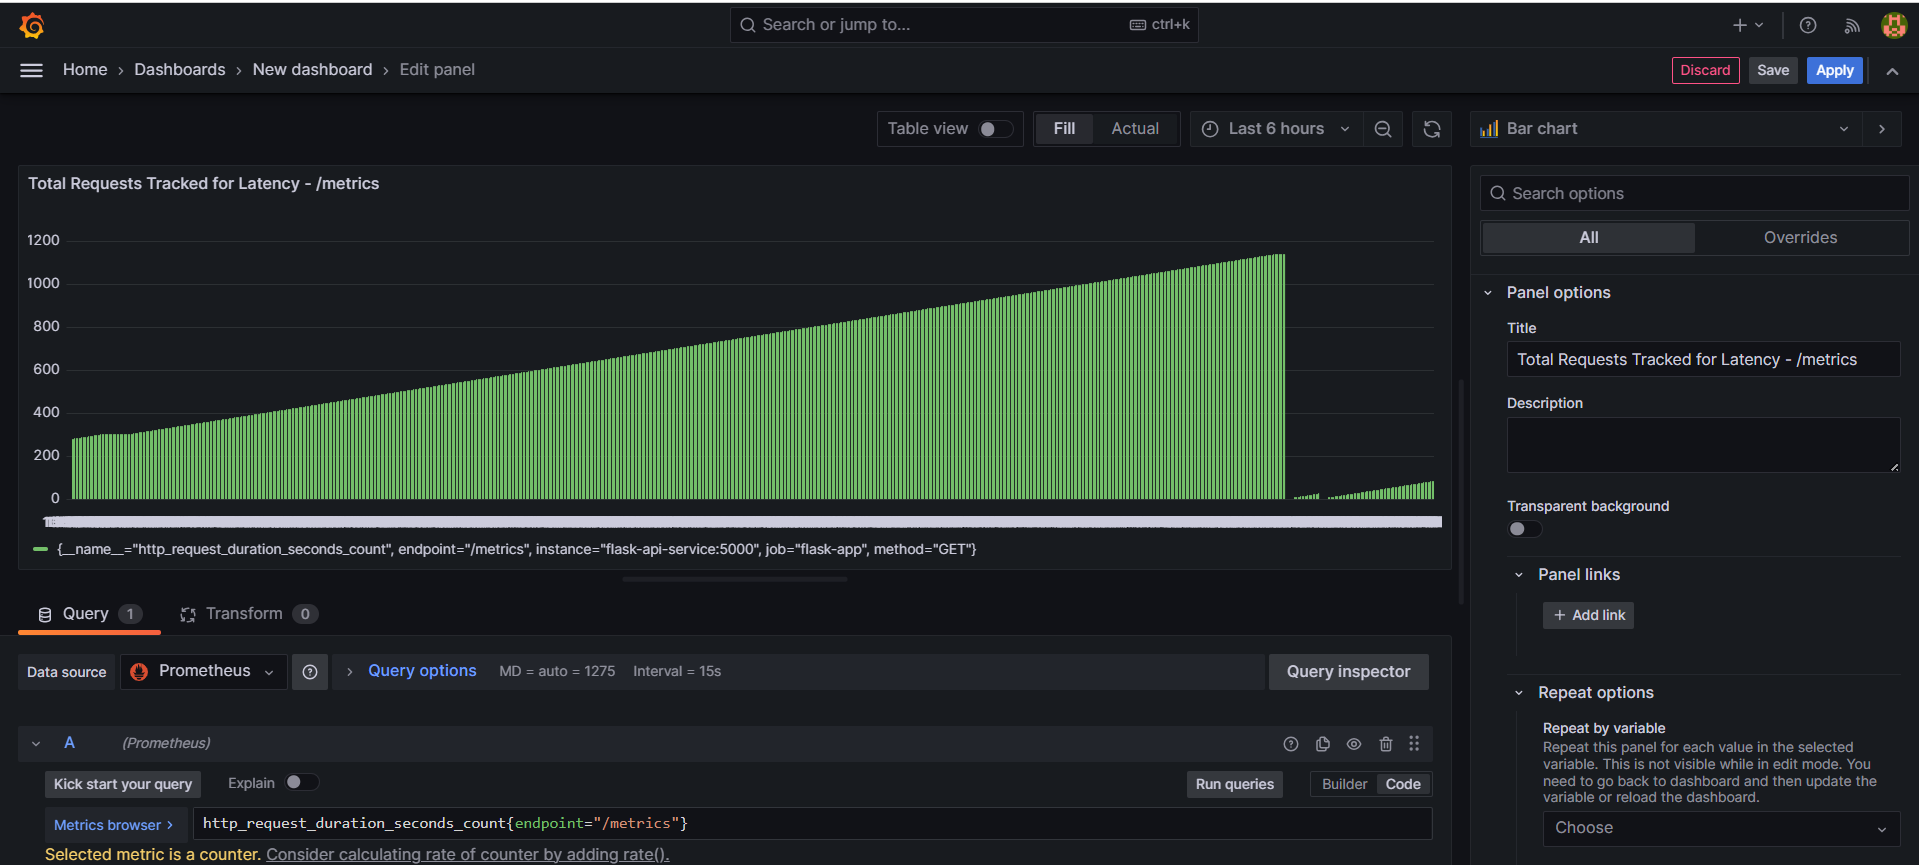 Search or jump to...
ctrl+k
Home › Dashboards › New dashboard › Edit panel
Discard
Save
Apply
Table view
Fill
Actual
Last 6 hours
Bar chart
Total Requests Tracked for Latency - /metrics
1200
1000
800
600
400
200
0
{__name__="http_request_duration_seconds_count", endpoint="/metrics", instance="flask-api-service:5000", job="flask-app", method="GET"}
Query 1
Transform 0
Data source
Prometheus
Query options
MD = auto = 1275
Interval = 15s
Query inspector
A
(Prometheus)
Kick start your query
Explain
Run queries
Builder
Code
Metrics browser >
http_request_duration_seconds_count{endpoint="/metrics"}
Selected metric is a counter. Consider calculating rate of counter by adding rate().
Search options
All
Overrides
Panel options
Title
Total Requests Tracked for Latency - /metrics
Description
Transparent background
Panel links
+ Add link
Repeat options
Repeat by variable
Repeat this panel for each value in the selected
variable. This is not visible while in edit mode. You
need to go back to dashboard and then update the
variable or reload the dashboard.
Choose